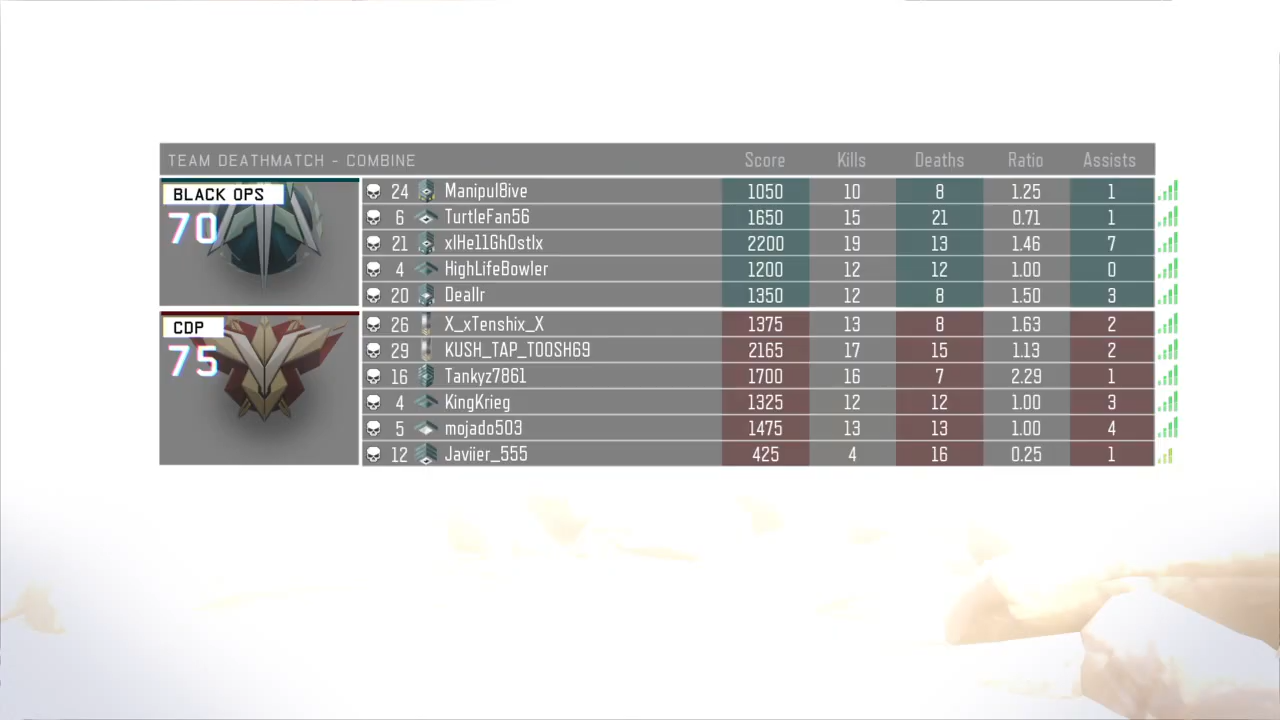 TEAM DEATHMATCH - COMBINE Score Kills Deaths Ratio Assists
BLACK OPS
70
24 Manipul8ive 1050 10 8 1.25 1
6 TurtleFan56 1650 15 21 0.71 1
21 xIHe11Gh0stIx 2200 19 13 1.46 7
4 HighLifeBowler 1200 12 12 1.00 0
20 DeaIIr 1350 12 8 1.50 3
CDP
75
26 X_xTenshix_X 1375 13 8 1.63 2
29 KUSH_TAP_TOOSH69 2165 17 15 1.13 2
16 Tankyz7861 1700 16 7 2.29 1
4 KingKrieg 1325 12 12 1.00 3
5 mojado503 1475 13 13 1.00 4
12 Javiier_555 425 4 16 0.25 1